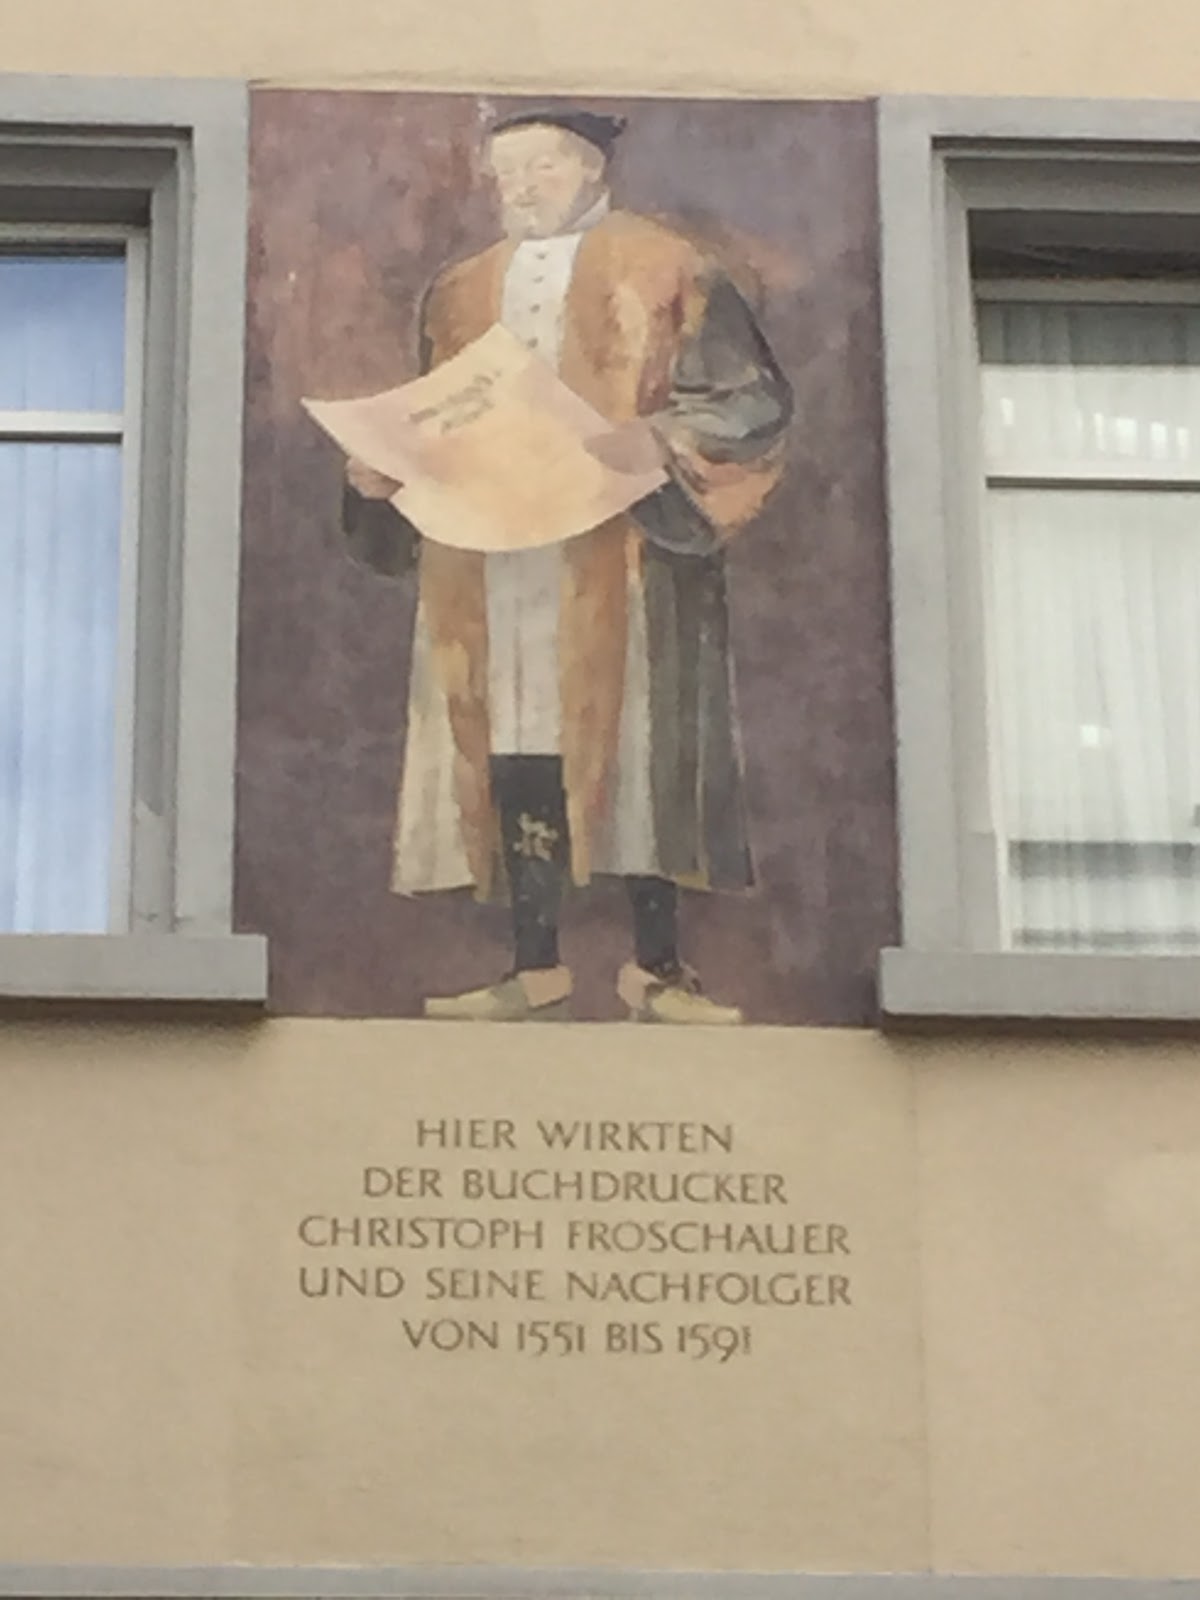 HIER WIRKTEN
DER BUCHDRUCKER
CHRISTOPH FROSCHAUER
UND SEINE NACHFOLGER
VON 1551 BIS 1591